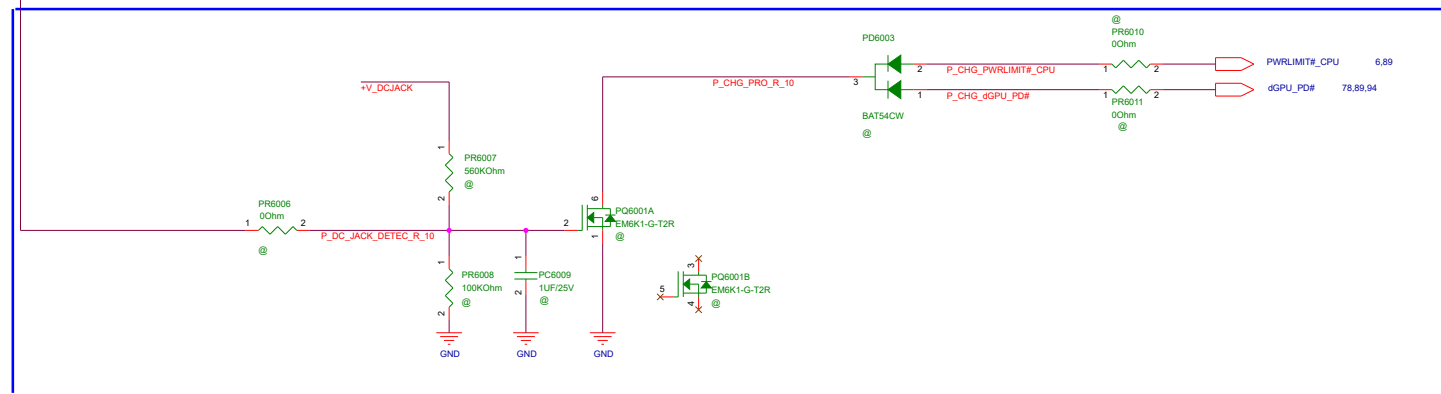 @
PR6010
0Ohm
PD6003
2
P_CHG_PWRLIMIT#_CPU
1
2
PWRLIMIT#_CPU 6,89
3
P_CHG_PRO_R_10
1
P_CHG_dGPU_PD#
1
2
dGPU_PD# 78,89,94
PR6011
0Ohm
@
BAT54CW
@
+V_DCJACK
1
PR6007
560KOhm
@
2
PR6006
0Ohm
1
2
@
P_DC_JACK_DETEC_R_10
2
6
PQ6001A
EM6K1-G-T2R
@
1
1
PR6008
100KOhm
@
2
1
PC6009
1UF/25V
@
2
3
5
PQ6001B
EM6K1-G-T2R
@
4
GND
GND
GND